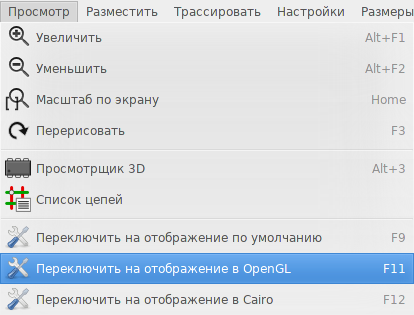 Просмотр Разместить Трассировать Настройки Размеры
Увеличить Alt+F1
Уменьшить Alt+F2
Масштаб по экрану Home
Перерисовать F3
Просмотрщик 3D Alt+3
Список цепей
Переключить на отображение по умолчанию F9
Переключить на отображение в OpenGL F11
Переключить на отображение в Cairo F12